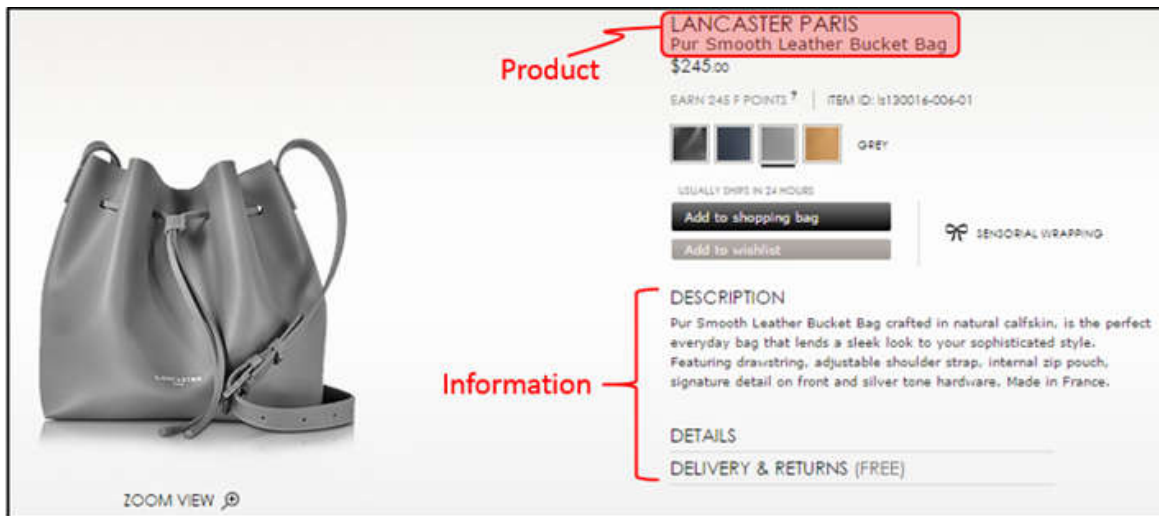 LANCASTER PARIS
Pur Smooth Leather Bucket Bag
Product
$245.00
EARN 245 F POINTS ? ITEM ID: ls130016-006-01
GREY
USUALLY SHIPS IN 24 HOURS
Add to shopping bag
SENSORIAL WRAPPING
Add to wishlist
DESCRIPTION
Pur Smooth Leather Bucket Bag crafted in natural calfskin, is the perfect
everyday bag that lends a sleek look to your sophisticated style.
Featuring drawstring, adjustable shoulder strap, internal zip pouch,
signature detail on front and silver tone hardware. Made in France.
Information
DETAILS
DELIVERY & RETURNS (FREE)
LANCASTER
ZOOM VIEW